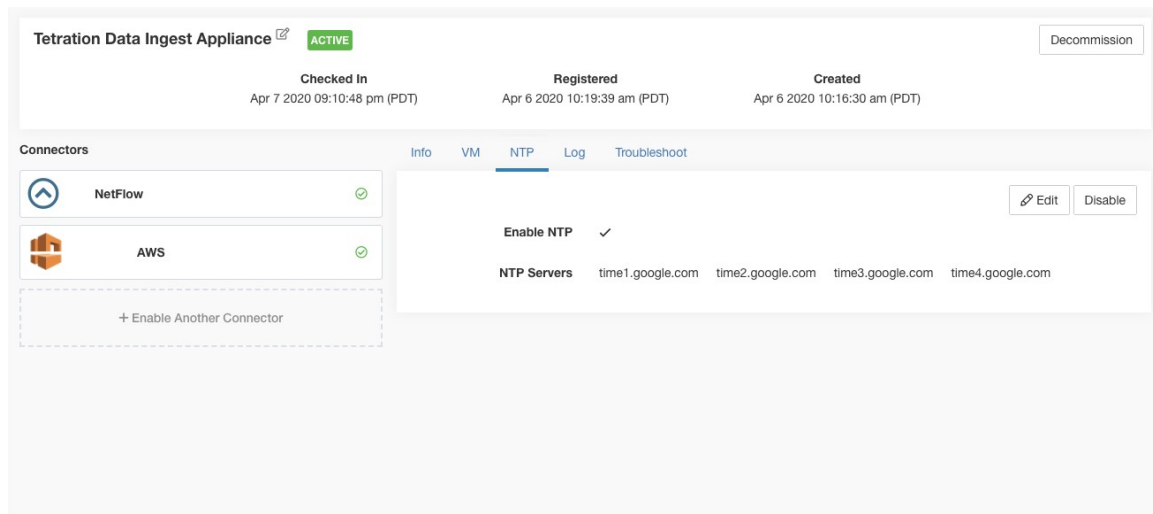 Tetration Data Ingest Appliance ACTIVE Decommission
Checked In Registered Created
Apr 7 2020 09:10:48 pm (PDT) Apr 6 2020 10:19:39 am (PDT) Apr 6 2020 10:16:30 am (PDT)
Connectors
NetFlow
AWS
+ Enable Another Connector
Info VM NTP Log Troubleshoot
Edit Disable
Enable NTP
NTP Servers time1.google.com time2.google.com time3.google.com time4.google.com